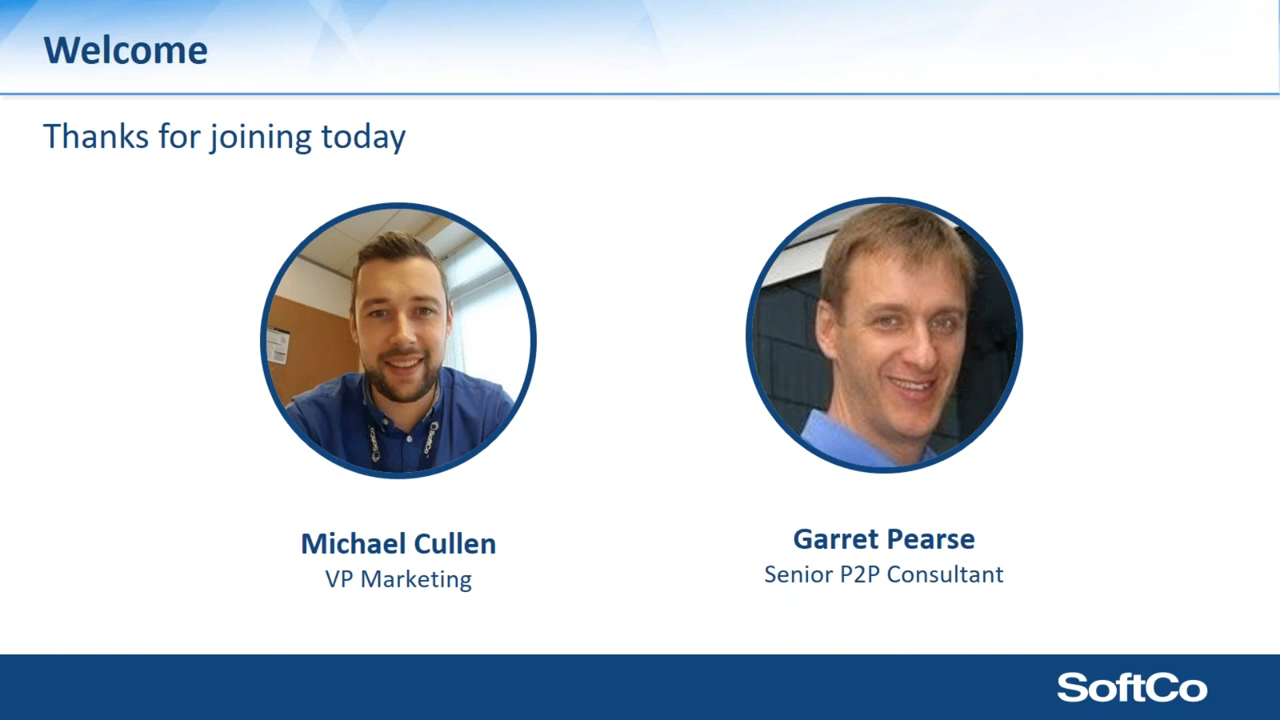 Welcome
Thanks for joining today
Michael Cullen
VP Marketing
Garret Pearse
Senior P2P Consultant
SoftCo